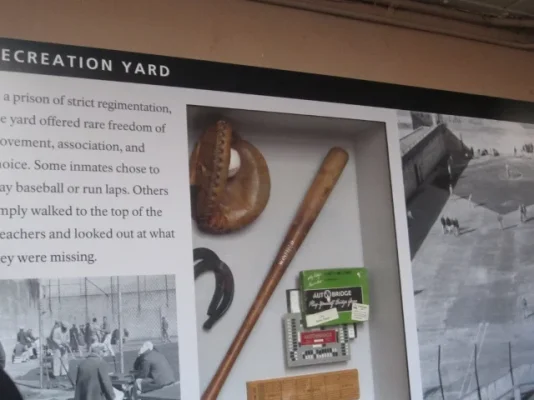 ECREATION YARD
a prison of strict regimentation,
e yard offered rare freedom of
ovement, association, and
hoice. Some inmates chose to
ay baseball or run laps. Others
mply walked to the top of the
eachers and looked out at what
ey were missing.
AUT BRIDGE